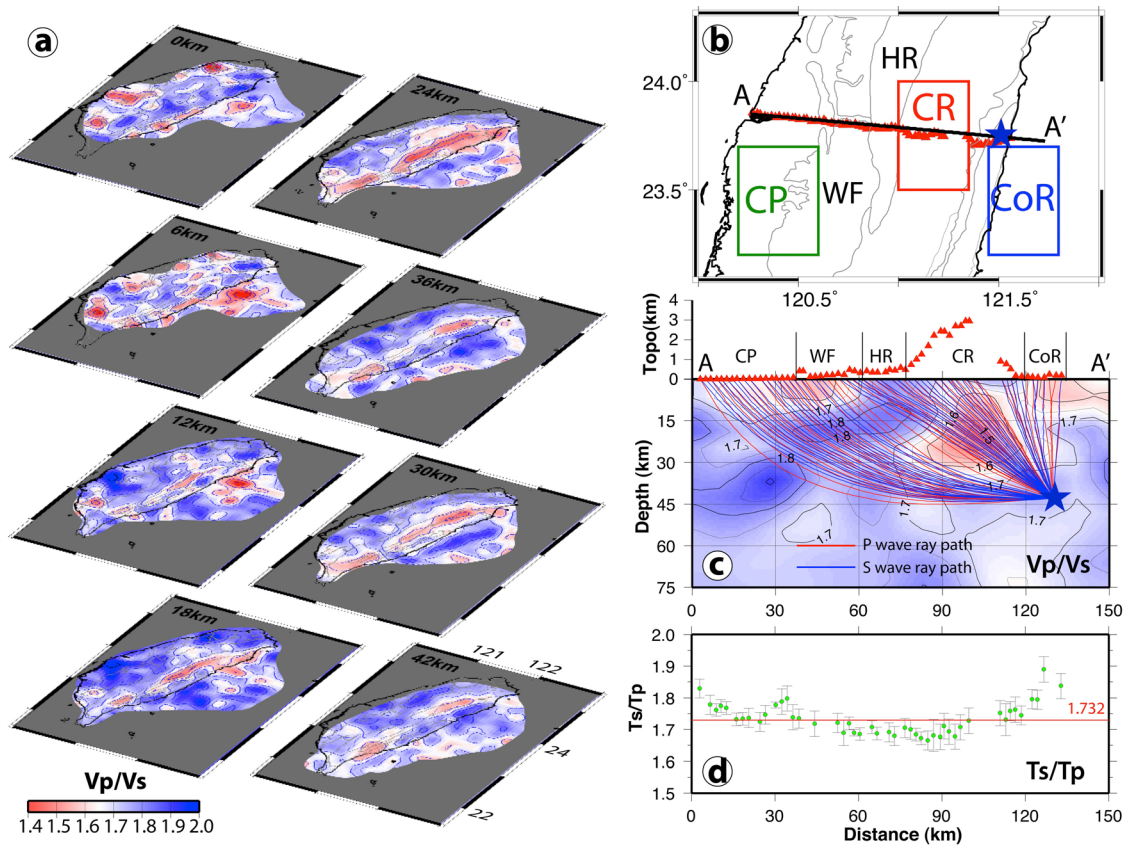 a
0km
24km
6km
36km
12km
30km
18km
42km
121
122
24
22
Vp/Vs
1.4 1.5 1.6 1.7 1.8 1.9 2.0
b
24.0°
23.5°
120.5°
121.5°
A
HR
CR
A'
CP
WF
CoR
Topo(km)
4
3
2
1
0
A
CP
WF
HR
CR
CoR
A'
Depth (km)
15
30
45
60
75
1.7
1.8
1.8
1.7
1.8
1.6
1.5
1.6
1.7
1.7
1.7
1.7
1.7
P wave ray path
S wave ray path
c
Vp/Vs
0 30 60 90 120 150
Ts/Tp
2.0
1.9
1.8
1.7
1.6
1.5
1.732
d
Ts/Tp
0 30 60 90 120 150
Distance (km)